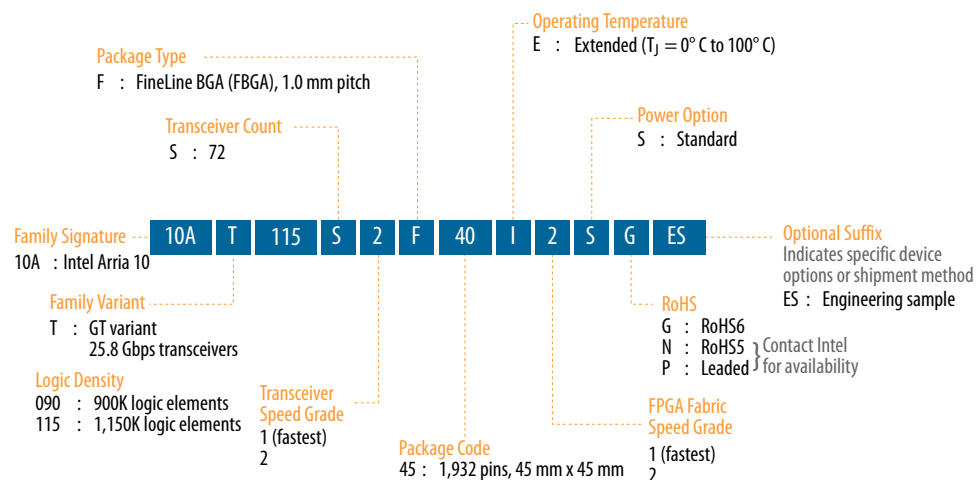 Operating Temperature
E : Extended (TJ = 0° C to 100° C)
Package Type
F : FineLine BGA (FBGA), 1.0 mm pitch
Transceiver Count
S : 72
Power Option
S : Standard
Family Signature
10A : Intel Arria 10
10A T 115 S 2 F 40 I 2 S G ES
Optional Suffix
Indicates specific device
options or shipment method
ES : Engineering sample
Family Variant
T : GT variant
25.8 Gbps transceivers
RoHS
G : RoHS6
N : RoHS5
P : Leaded
} Contact Intel
for availability
Logic Density
090 : 900K logic elements
115 : 1,150K logic elements
Transceiver
Speed Grade
1 (fastest)
2
Package Code
45 : 1,932 pins, 45 mm x 45 mm
FPGA Fabric
Speed Grade
1 (fastest)
2